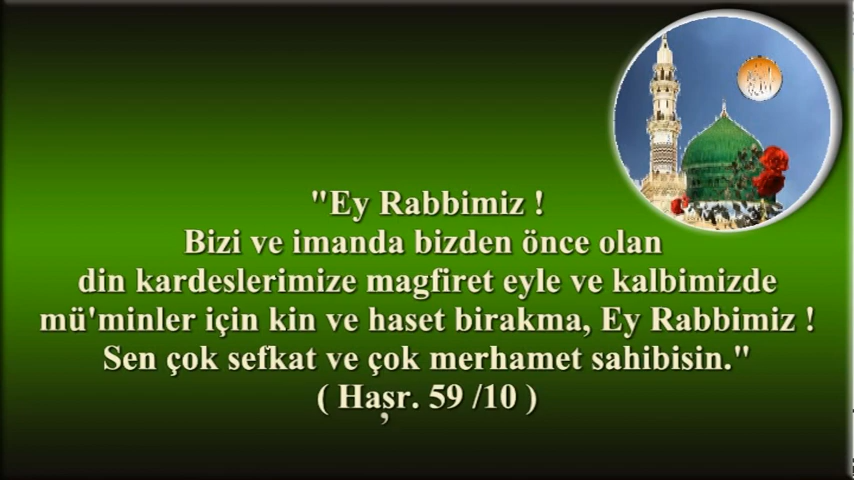 "Ey Rabbimiz !
Bizi ve imanda bizden önce olan
din kardeslerimize magfiret eyle ve kalbimizde
mü'minler için kin ve haset birakma, Ey Rabbimiz !
Sen çok sefkat ve çok merhamet sahibisin."
( Haşr. 59 /10 )